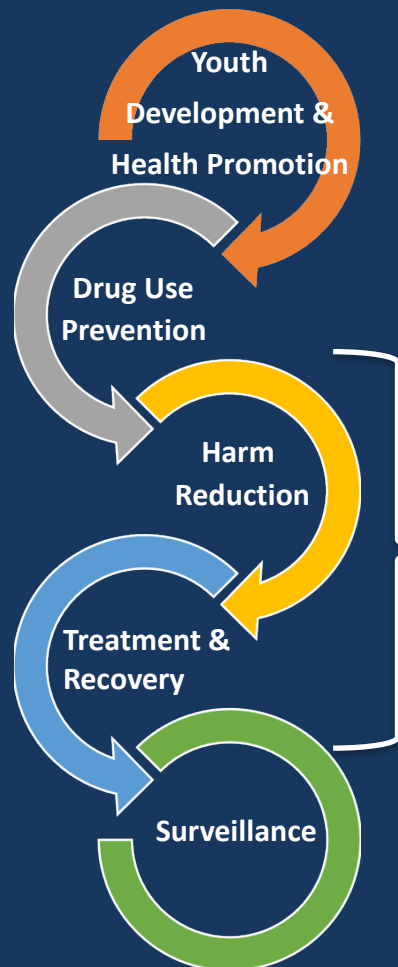 Youth
Development &
Health Promotion
Drug Use
Prevention
Harm
Reduction
Treatment &
Recovery
Surveillance